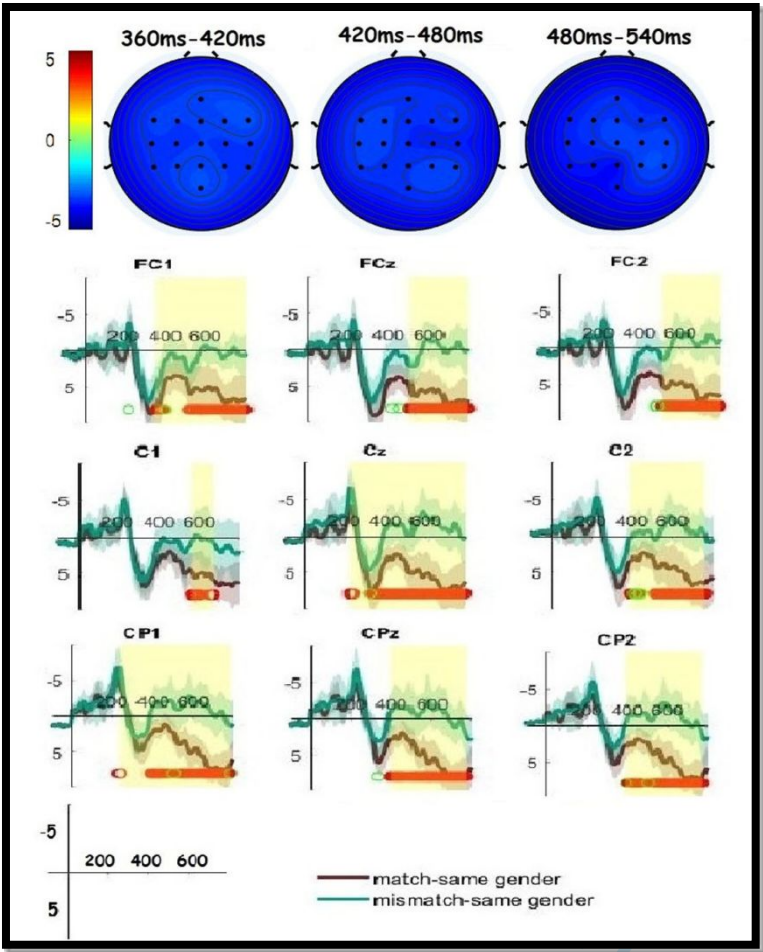 360ms-420ms 420ms-480ms 480ms-540ms
5
0
-5
FC1 FCz FC2
-5 200 400 600 -5 200 400 600 -5 200 400 600
5 5 5
C1 Cz C2
-5 200 400 600 -5 200 400 600 -5 200 400 600
5 5 5
CP1 CPz CP2
-5 200 400 600 -5 200 400 600 -5 200 400 600
5 5 5
-5
200 400 600
5
match-same gender
mismatch-same gender